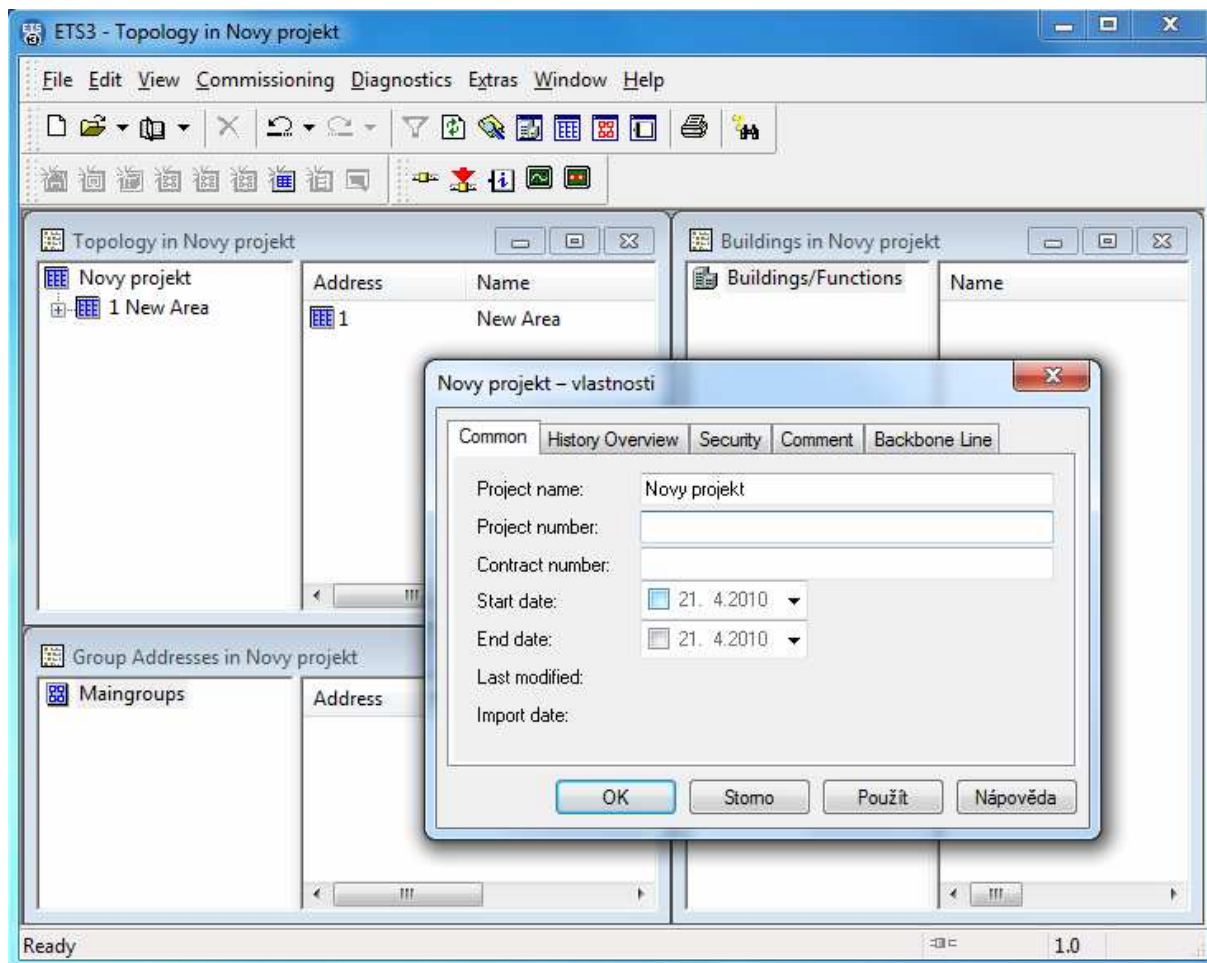 ETS3 - Topology in Novy projekt
File Edit View Commissioning Diagnostics Extras Window Help
Topology in Novy projekt
Novy projekt
1 New Area
Address Name
1 New Area
Buildings in Novy projekt
Buildings/Functions
Name
Novy projekt – vlastnosti
Common History Overview Security Comment Backbone Line
Project name: Novy projekt
Project number:
Contract number:
Start date: 21. 4.2010
End date: 21. 4.2010
Last modified:
Import date:
OK Storno Použít Nápověda
Group Addresses in Novy projekt
Maingroups
Address
Ready 1.0